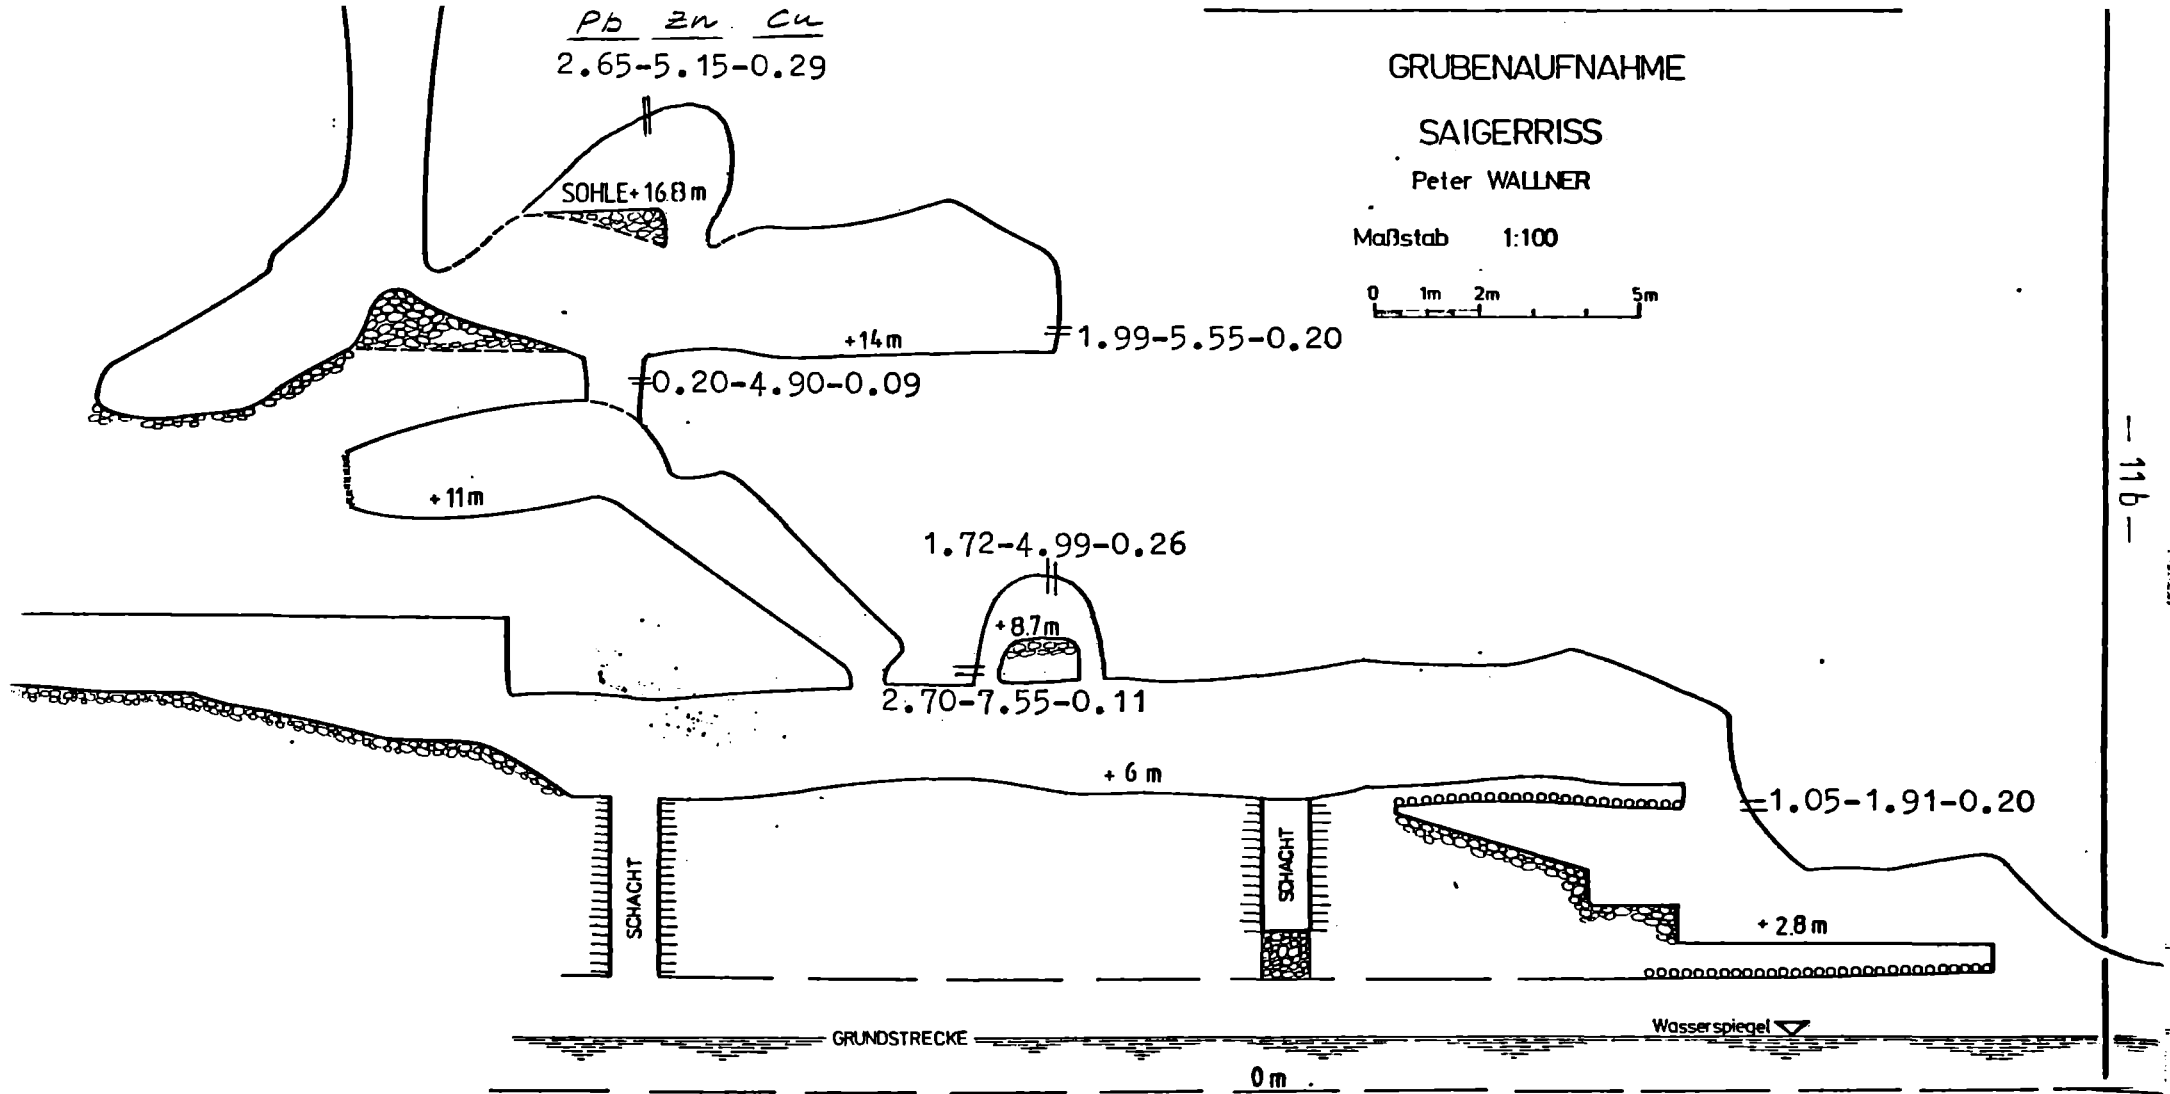 Pb Zn Cu
2.65-5.15-0.29
GRUBENAUFNAHME
SAIGERRISS
Peter WALLNER
Maßstab 1:100
0 1m 2m 5m
SOHLE+16.8m
+14m
1.99-5.55-0.20
0.20-4.90-0.09
+11m
1.72-4.99-0.26
+8.7m
2.70-7.55-0.11
+6m
1.05-1.91-0.20
SCHACHT
SCHACHT
+2.8m
GRUNDSTRECKE
Wasserspiegel
0m
— 11b —